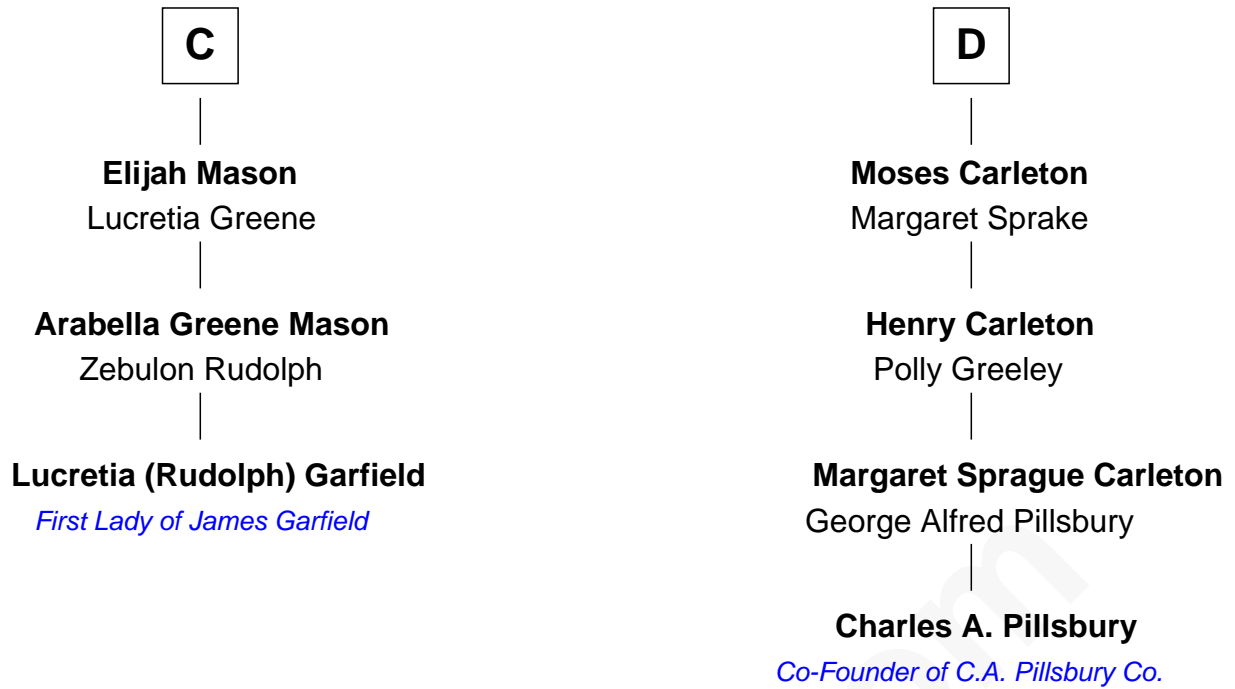 C
Elijah Mason
Lucretia Greene
Arabella Greene Mason
Zebulon Rudolph
Lucretia (Rudolph) Garfield
First Lady of James Garfield
D
Moses Carleton
Margaret Sprake
Henry Carleton
Polly Greeley
Margaret Sprague Carleton
George Alfred Pillsbury
Charles A. Pillsbury
Co-Founder of C.A. Pillsbury Co.